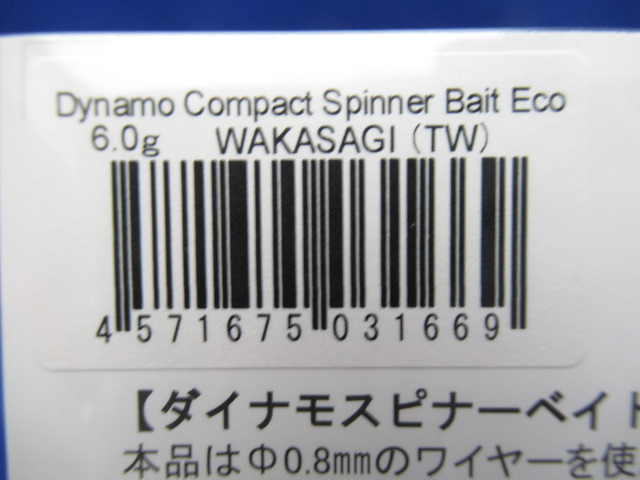 Dynamo Compact Spinner Bait Eco
6.0g WAKASAGI (TW)
4 571675 031669
【ダイナモスピナーベイト
本品はΦ0.8mmのワイヤーを使